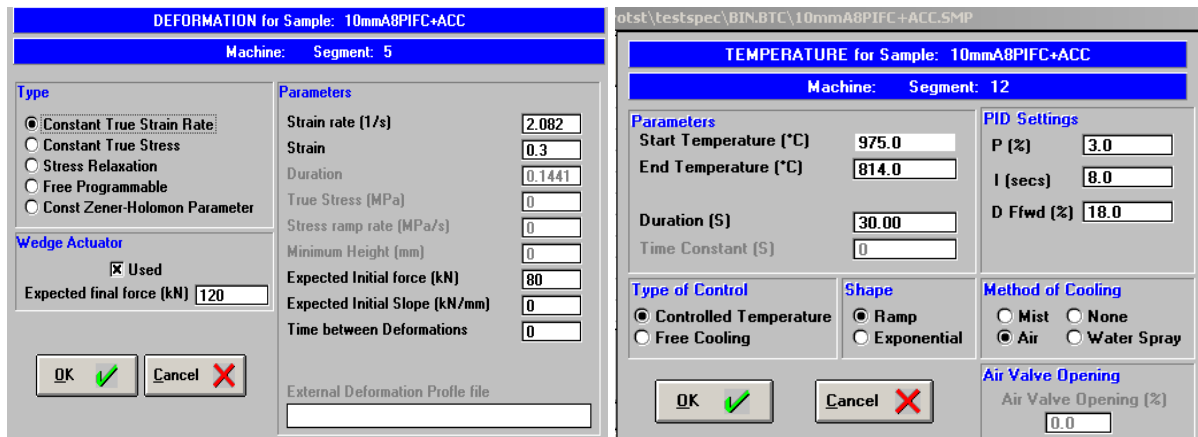 DEFORMATION for Sample: 10mmA8PIFC+ACC
Machine: Segment: 5
Type
Constant True Strain Rate
Constant True Stress
Stress Relaxation
Free Programmable
Const Zener-Holomon Parameter
Wedge Actuator
Used
Expected final force (kN) 120
OK
Cancel
Parameters
Strain rate (1/s) 2.082
Strain 0.3
Duration 0.1441
True Stress (MPa) 0
Stress ramp rate (MPa/s) 0
Minimum Height (mm) 0
Expected Initial force (kN) 80
Expected Initial Slope (kN/mm) 0
Time between Deformations 0
External Deformation Profle file
otst\testspec\BIN.BTC\10mmA8PIFC+ACC.SMP
TEMPERATURE for Sample: 10mmA8PIFC+ACC
Machine: Segment: 12
Parameters
Start Temperature (°C) 975.0
End Temperature (°C) 814.0
Duration (S) 30.00
Time Constant (S) 0
PID Settings
P (%) 3.0
I (secs) 8.0
D Ffwd (%) 18.0
Type of Control
Controlled Temperature
Free Cooling
Shape
Ramp
Exponential
Method of Cooling
Mist None
Air Water Spray
OK
Cancel
Air Valve Opening
Air Valve Opening (%)
0.0